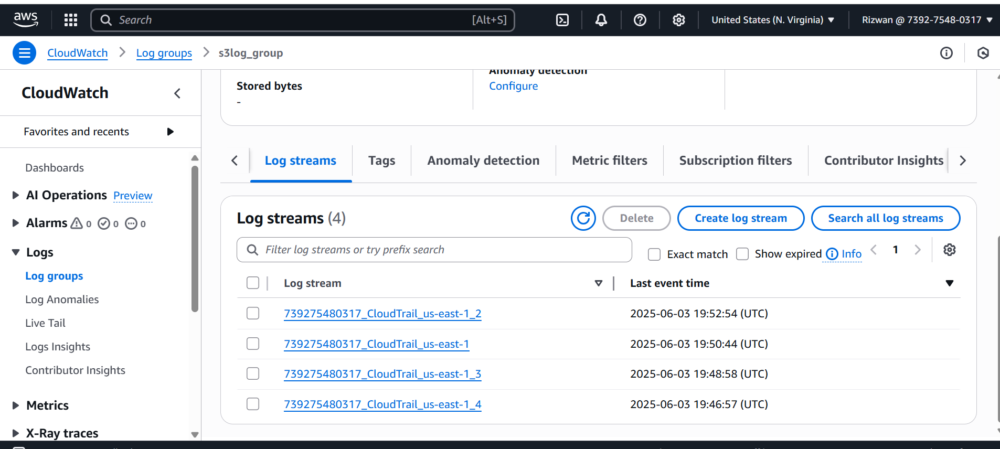 aws
Search [Alt+S]
United States (N. Virginia)
Rizwan @ 7392-7548-0317
CloudWatch
Log groups
s3log_group
CloudWatch
Favorites and recents
Dashboards
AI Operations Preview
Alarms 0 0 0
Logs
Log groups
Log Anomalies
Live Tail
Logs Insights
Contributor Insights
Metrics
X-Ray traces
Stored bytes
-
Anomaly detection
Configure
Log streams
Tags
Anomaly detection
Metric filters
Subscription filters
Contributor Insights
Log streams (4)
Delete
Create log stream
Search all log streams
Filter log streams or try prefix search
Exact match
Show expired
Info
1
Log stream Last event time
739275480317_CloudTrail_us-east-1_2 2025-06-03 19:52:54 (UTC)
739275480317_CloudTrail_us-east-1 2025-06-03 19:50:44 (UTC)
739275480317_CloudTrail_us-east-1_3 2025-06-03 19:48:58 (UTC)
739275480317_CloudTrail_us-east-1_4 2025-06-03 19:46:57 (UTC)